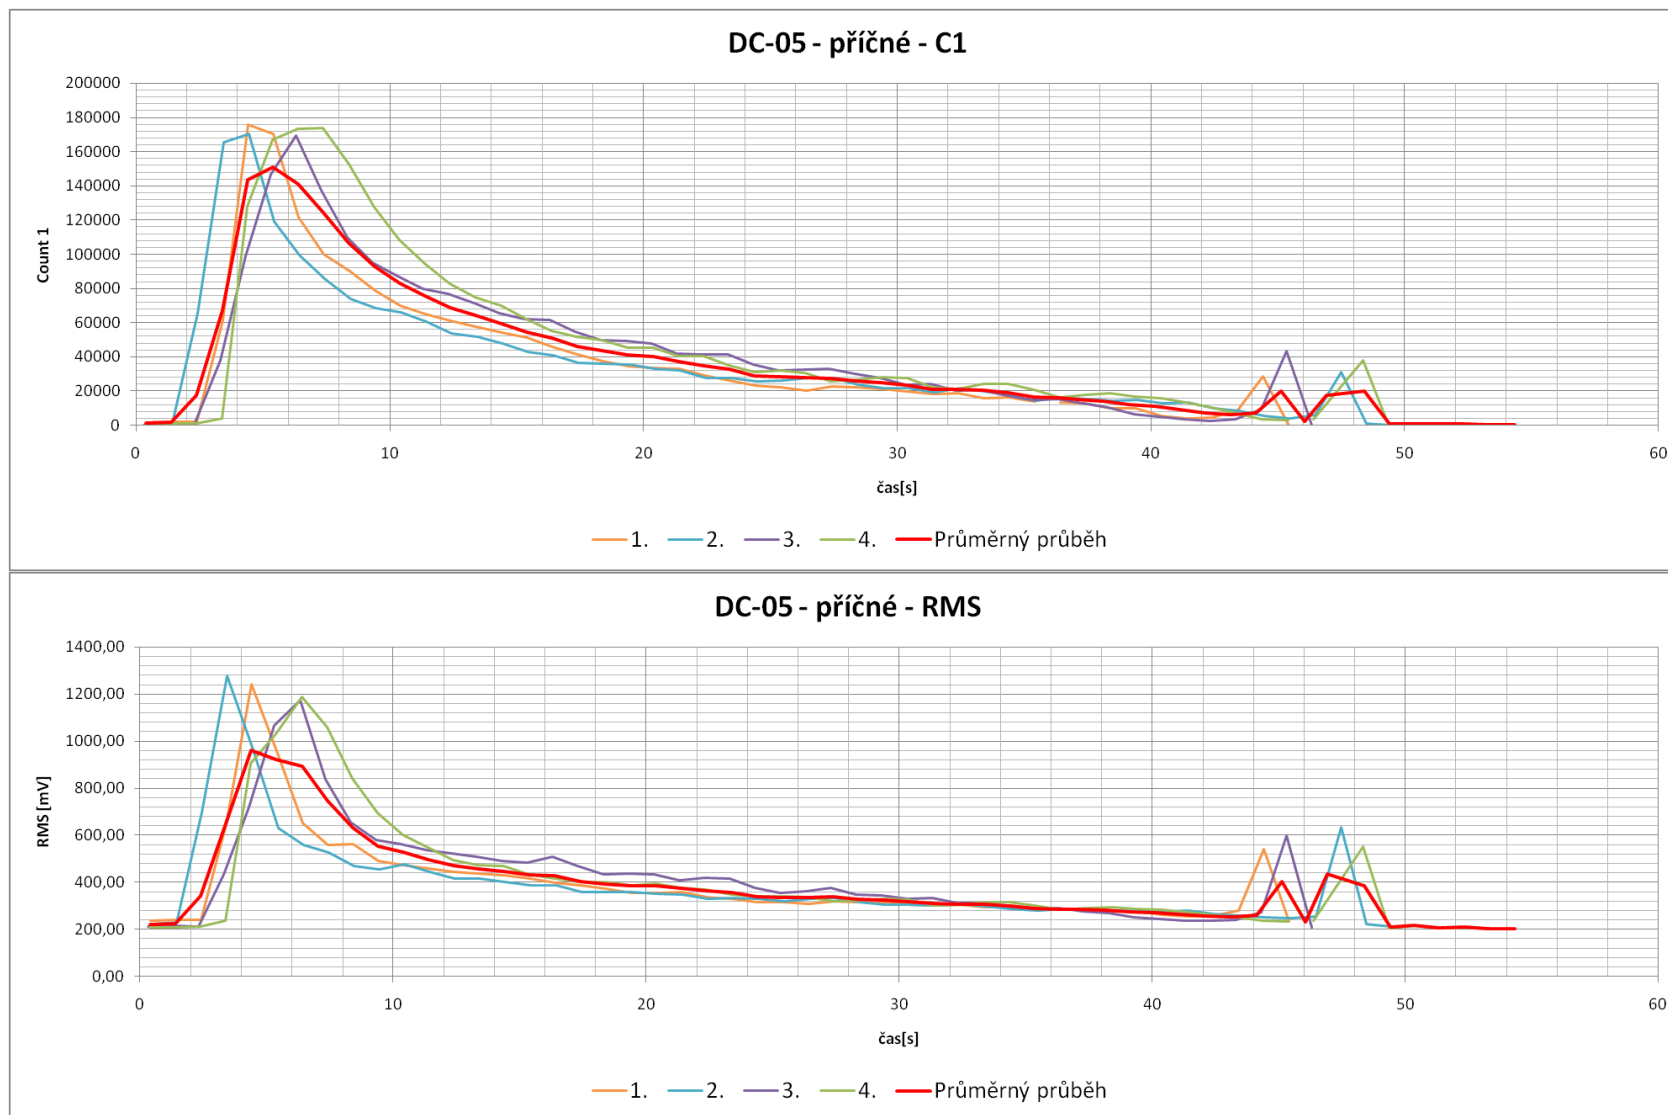 DC-05 - příčné - C1
200000
180000
160000
140000
120000
100000
80000
60000
40000
20000
0
Count 1
0 10 20 30 40 50 60
čas[s]
1. 2. 3. 4. Průměrný průběh
DC-05 - příčné - RMS
1400,00
1200,00
1000,00
800,00
600,00
400,00
200,00
0,00
RMS [mV]
0 10 20 30 40 50 60
čas[s]
1. 2. 3. 4. Průměrný průběh